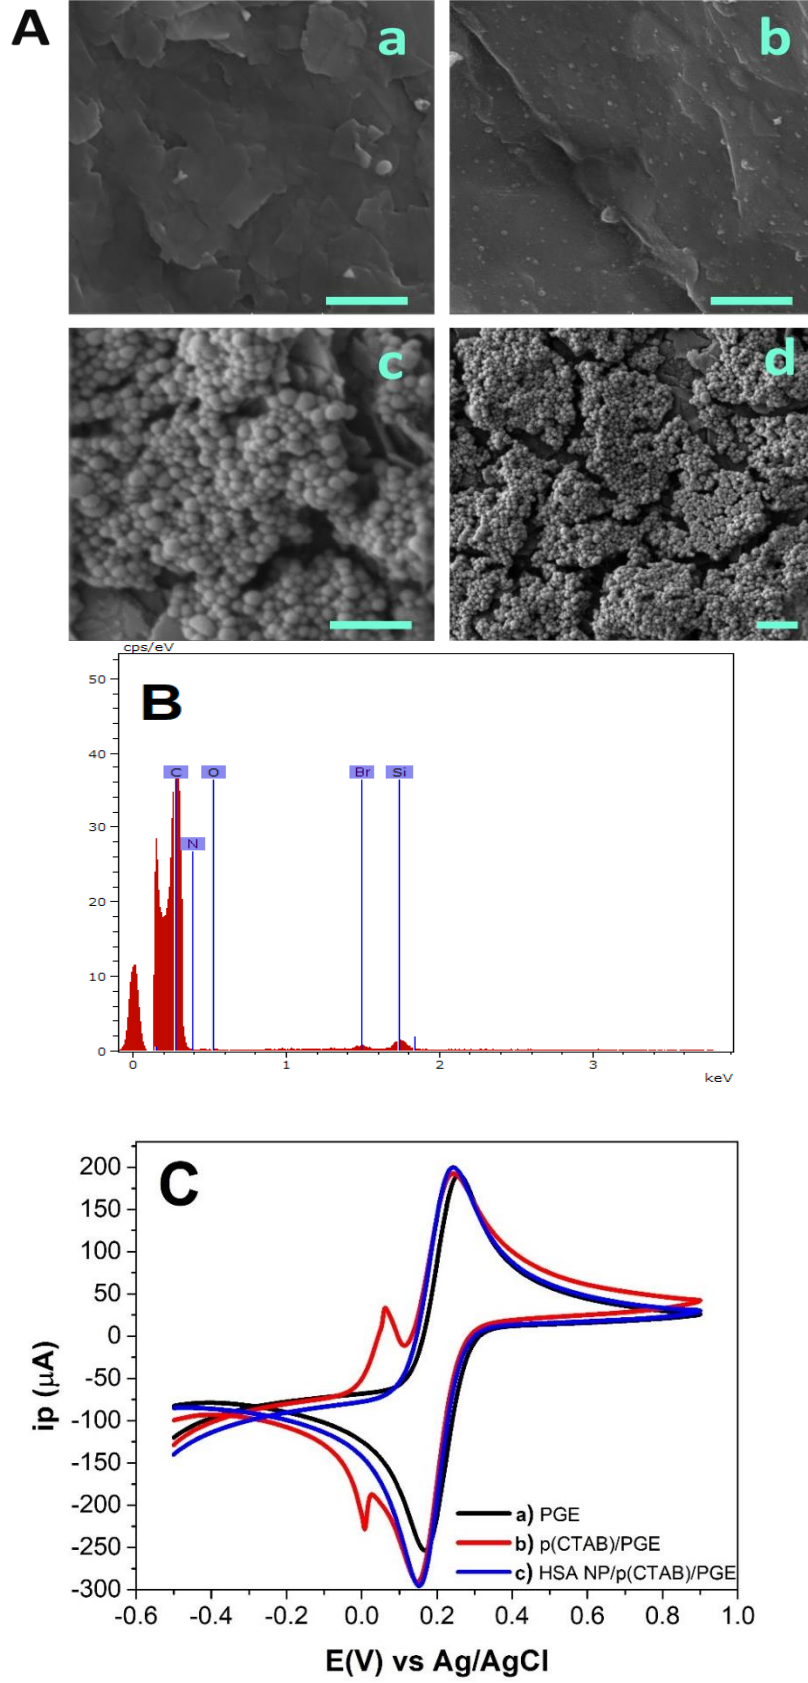 A
a
b
c
d
cps/eV
B
50
40
30
20
10
0
C
O
Br
Si
N
0
1
2
3
keV
C
200
150
100
50
0
-50
-100
-150
-200
-250
-300
ip (μA)
a) PGE
b) p(CTAB)/PGE
c) HSA NP/p(CTAB)/PGE
-0.6
-0.4
-0.2
0.0
0.2
0.4
0.6
0.8
1.0
E(V) vs Ag/AgCl